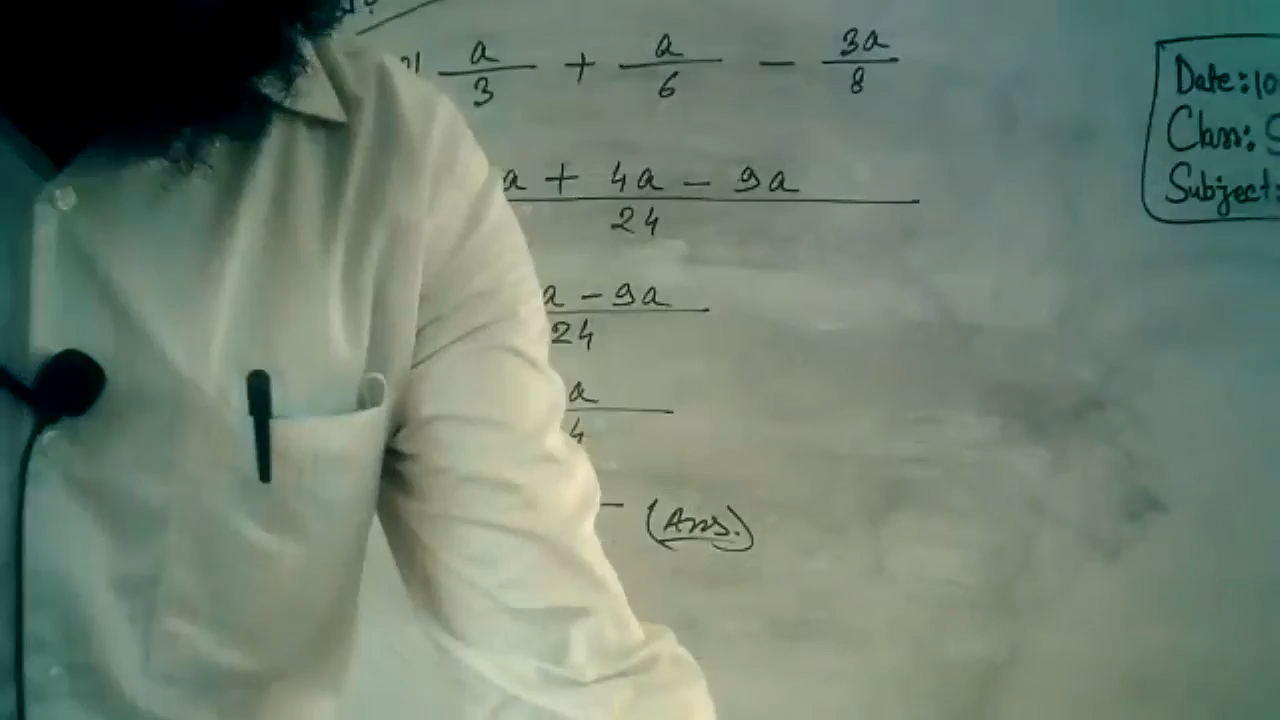 a/3 + a/6 - 3a/8
a + 4a - 9a / 24
a - 9a / 24
a / 4
(Ans.)
Date: 10
Class:
Subject: